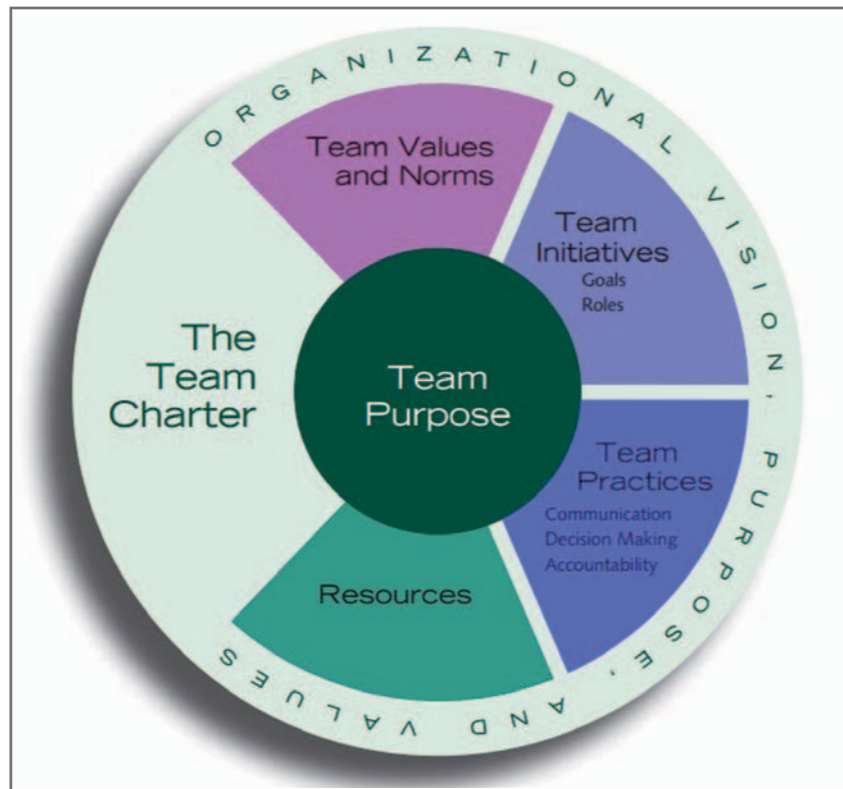 ORGANIZATIONAL VISION, PURPOSE, AND VALUES
Team Values
and Norms
Team
Initiatives
Goals
Roles
The
Team
Charter
Team
Purpose
Team
Practices
Communication
Decision Making
Accountability
Resources